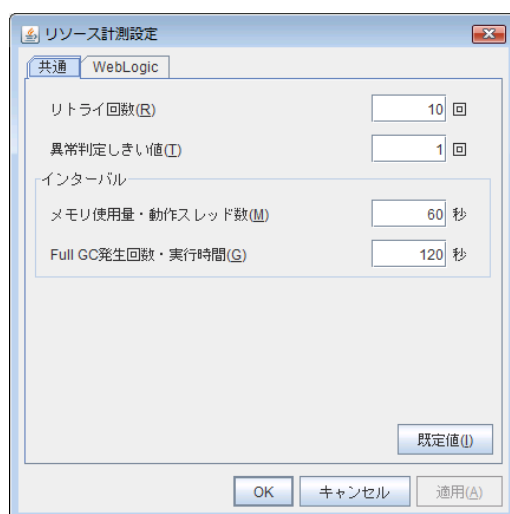 リソース計測設定
共通 WebLogic
リトライ回数(R) 10 回
異常判定しきい値(T) 1 回
インターバル
メモリ使用量・動作スレッド数(M) 60 秒
Full GC発生回数・実行時間(G) 120 秒
既定値(I)
OK キャンセル 適用(A)